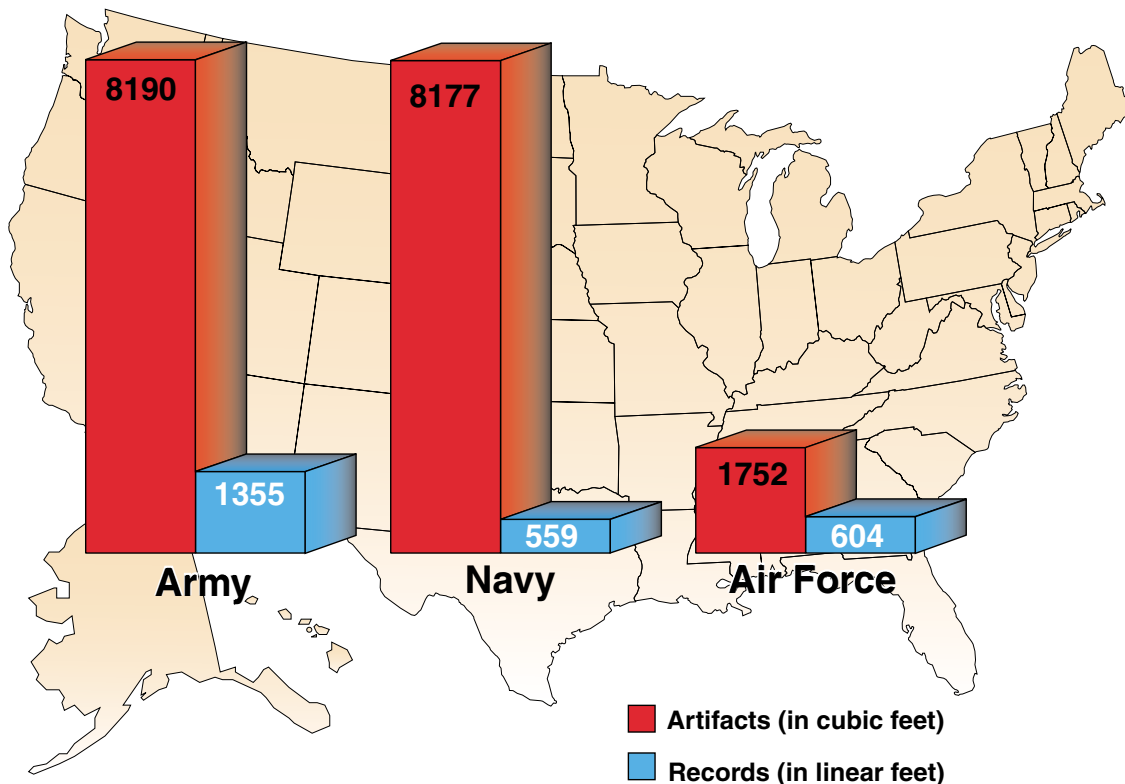 8190
8177
1752
1355
559
604
Army
Navy
Air Force
Artifacts (in cubic feet)
Records (in linear feet)